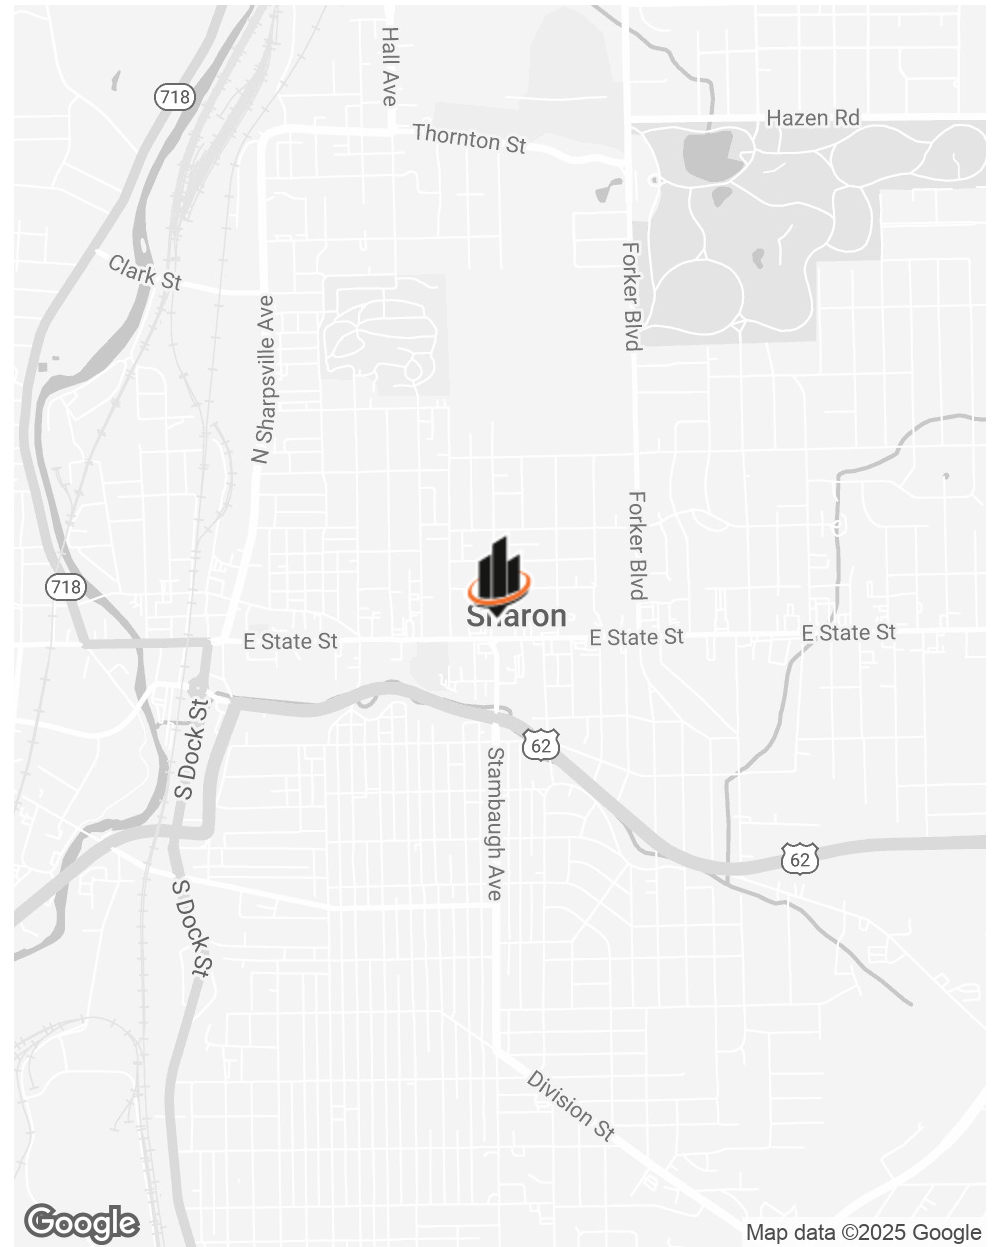 Hall Ave
718
Hazen Rd
Thornton St
Forker Blvd
Clark St
N Sharpsville Ave
Forker Blvd
718
Sharon
E State St
E State St
E State St
S Dock St
62
Stambaugh Ave
62
S Dock St
Division St
Google
Map data ©2025 Google